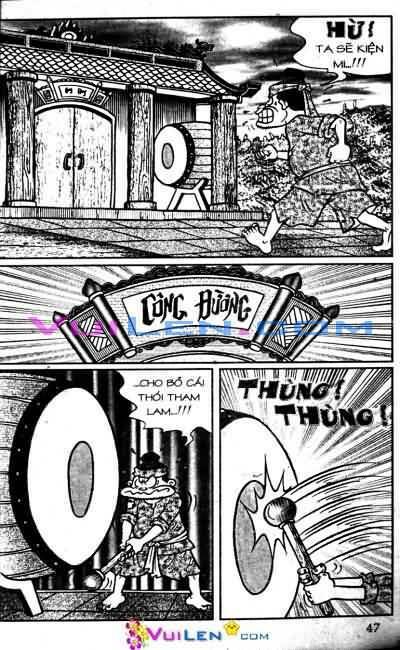 HỪ!
TA SẼ KIỆN
MI...!!!
CÔNG ĐƯỜNG
VUILEN.COM
...CHO BỎ CÁI
THÓI THAM
LAM...!!!
THÙNG!
THÙNG!
47
VUILEN.COM